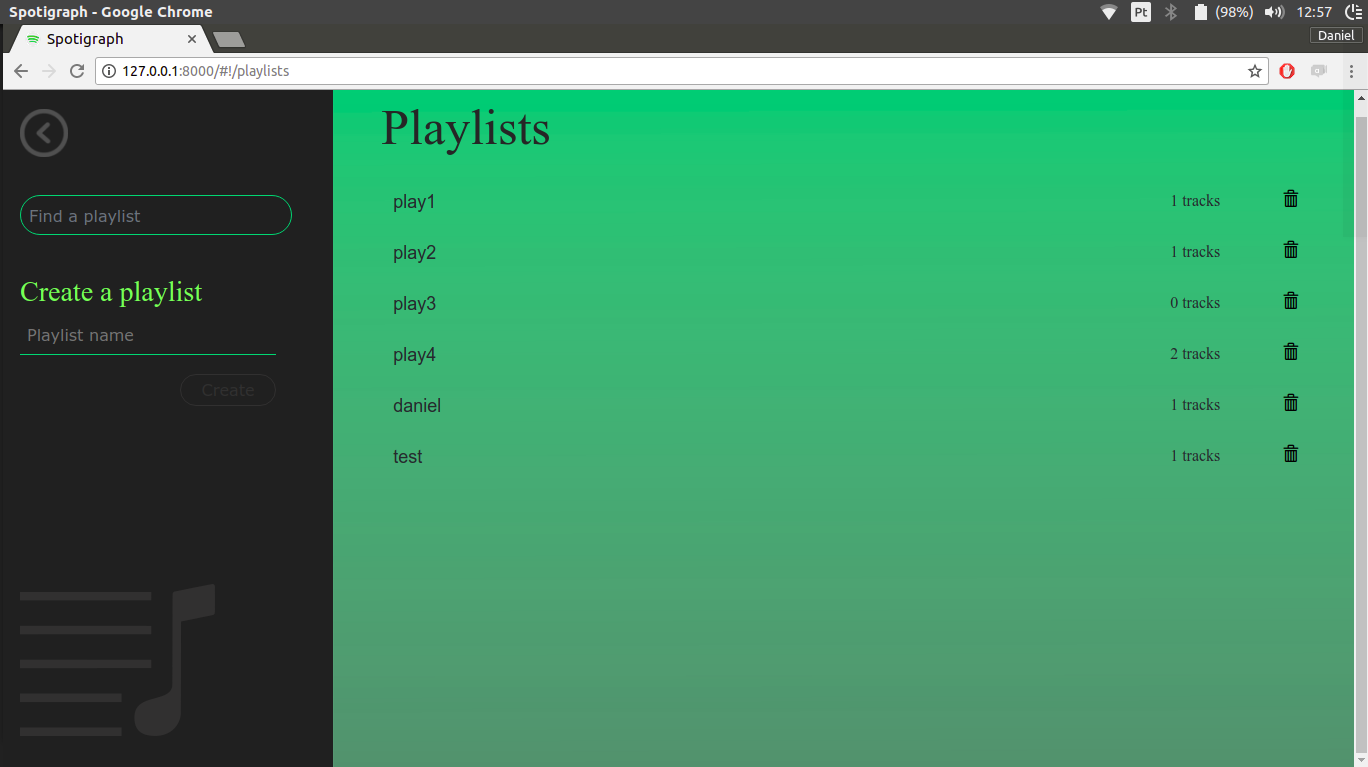 Spotigraph - Google Chrome
Pt
(98%)
12:57
Spotigraph
Daniel
127.0.0.1:8000/#!/playlists
Find a playlist
Create a playlist
Playlist name
Create
Playlists
play1 1 tracks
play2 1 tracks
play3 0 tracks
play4 2 tracks
daniel 1 tracks
test 1 tracks